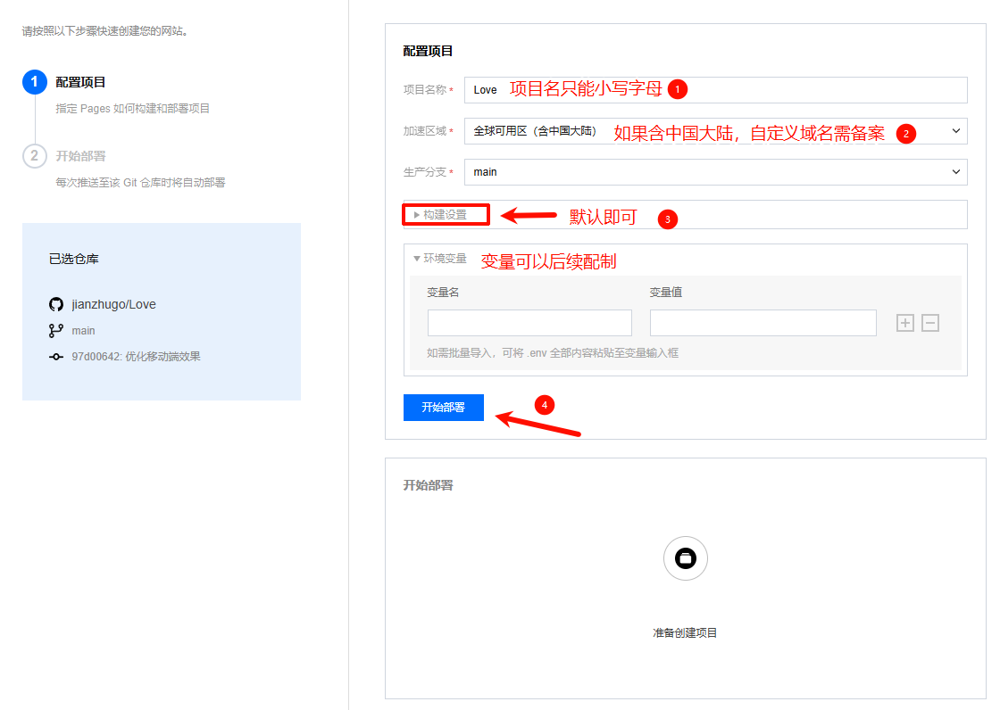 请按照以下步骤快速创建您的网站。
1 配置项目
指定 Pages 如何构建和部署项目
2 开始部署
每次推送至该 Git 仓库时将自动部署
已选仓库
jianzhugo/Love
main
97d00642: 优化移动端效果
配置项目
项目名称 * Love 项目名只能小写字母 1
加速区域 * 全球可用区（含中国大陆） 如果含中国大陆，自定义域名需备案 2
生产分支 * main
构建设置 默认即可 3
环境变量 变量可以后续配制
变量名 变量值
如需批量导入，可将 .env 全部内容粘贴至变量输入框
开始部署 4
开始部署
准备创建项目